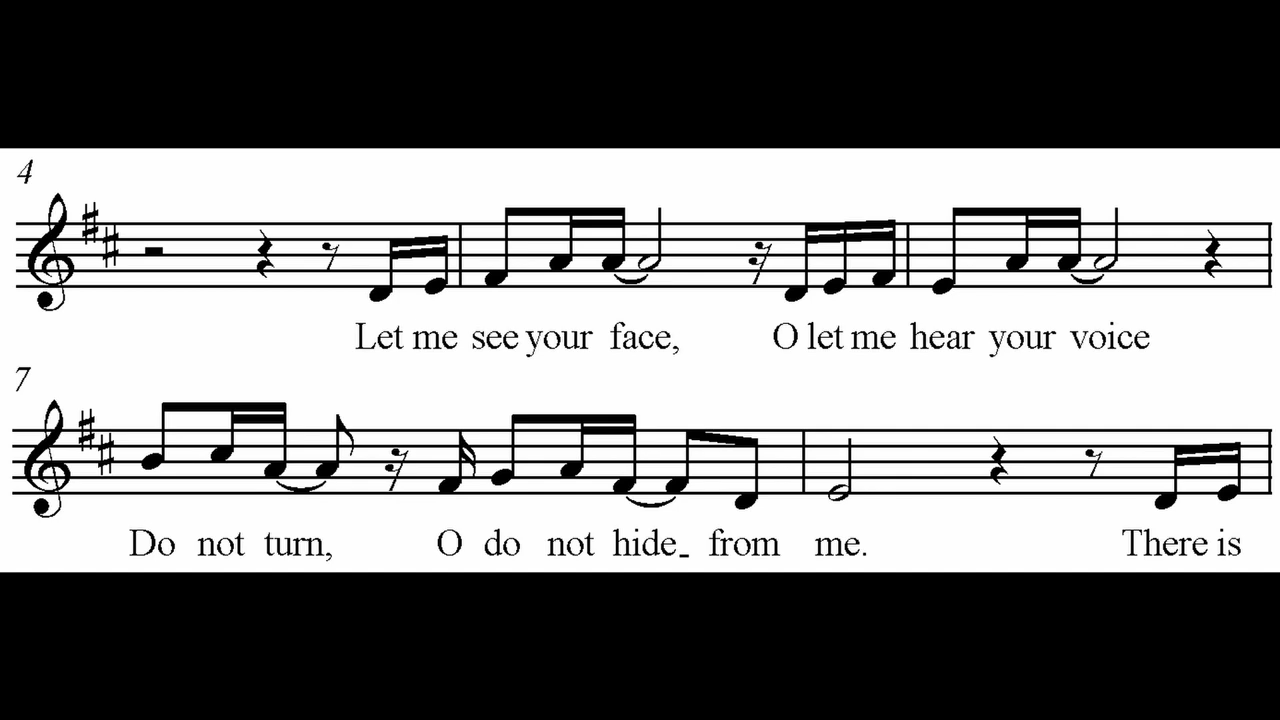 4
Let me see your face, O let me hear your voice
7
Do not turn, O do not hide_ from me. There is